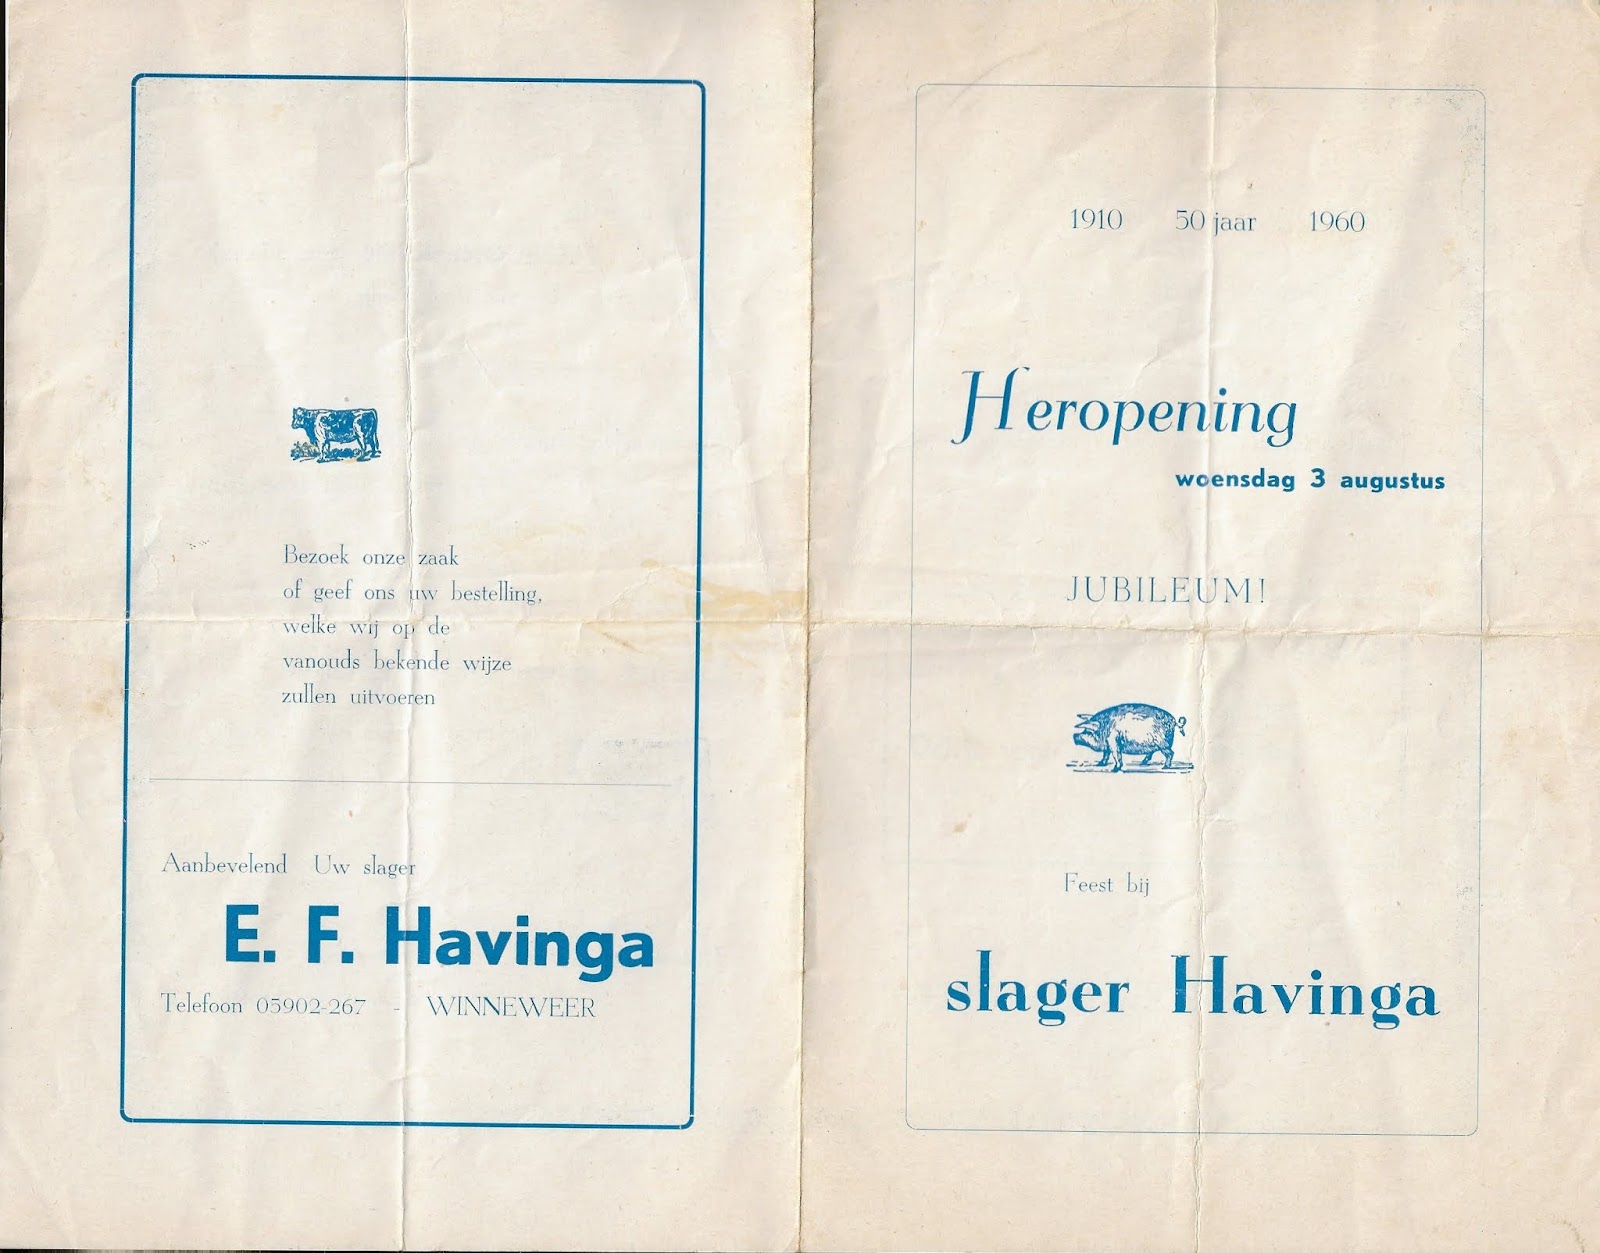 Bezoek onze zaak
of geef ons uw bestelling,
welke wij op de
vanouds bekende wijze
zullen uitvoeren
Aanbevelend Uw slager
E. F. Havinga
Telefoon 05902-267 - WINNEWEER
1910 50 jaar 1960
Heropening
woensdag 3 augustus
JUBILEUM!
Feest bij
slager Havinga